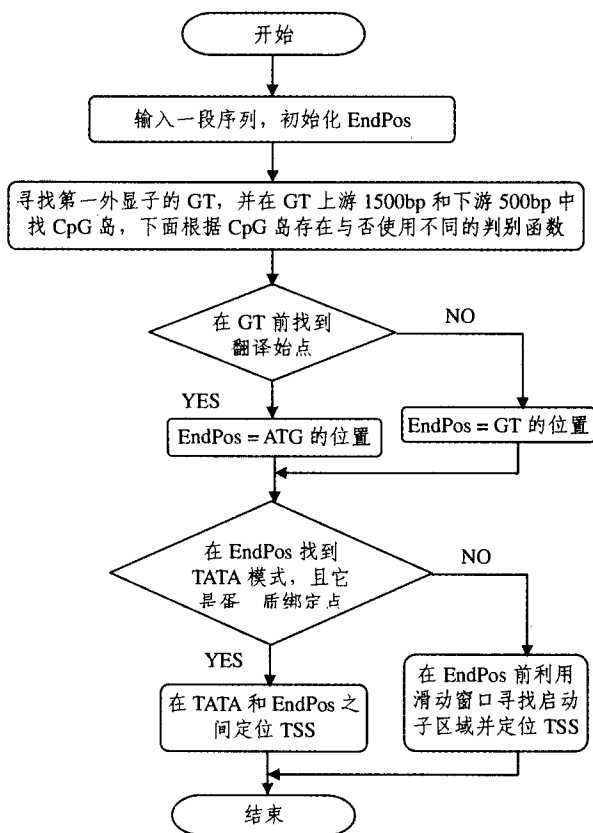 开始
输入一段序列，初始化 EndPos
寻找第一外显子的 GT，并在 GT 上游 1500bp 和下游 500bp 中
找 CpG 岛，下面根据 CpG 岛存在与否使用不同的判别函数
在 GT 前找到
翻译始点
NO
YES
EndPos = ATG 的位置
EndPos = GT 的位置
在 EndPos 找到
TATA 模式，且它
是蛋 质绑定点
NO
YES
在 TATA 和 EndPos 之
间定位 TSS
在 EndPos 前利用
滑动窗口寻找启动
子区域并定位 TSS
结束